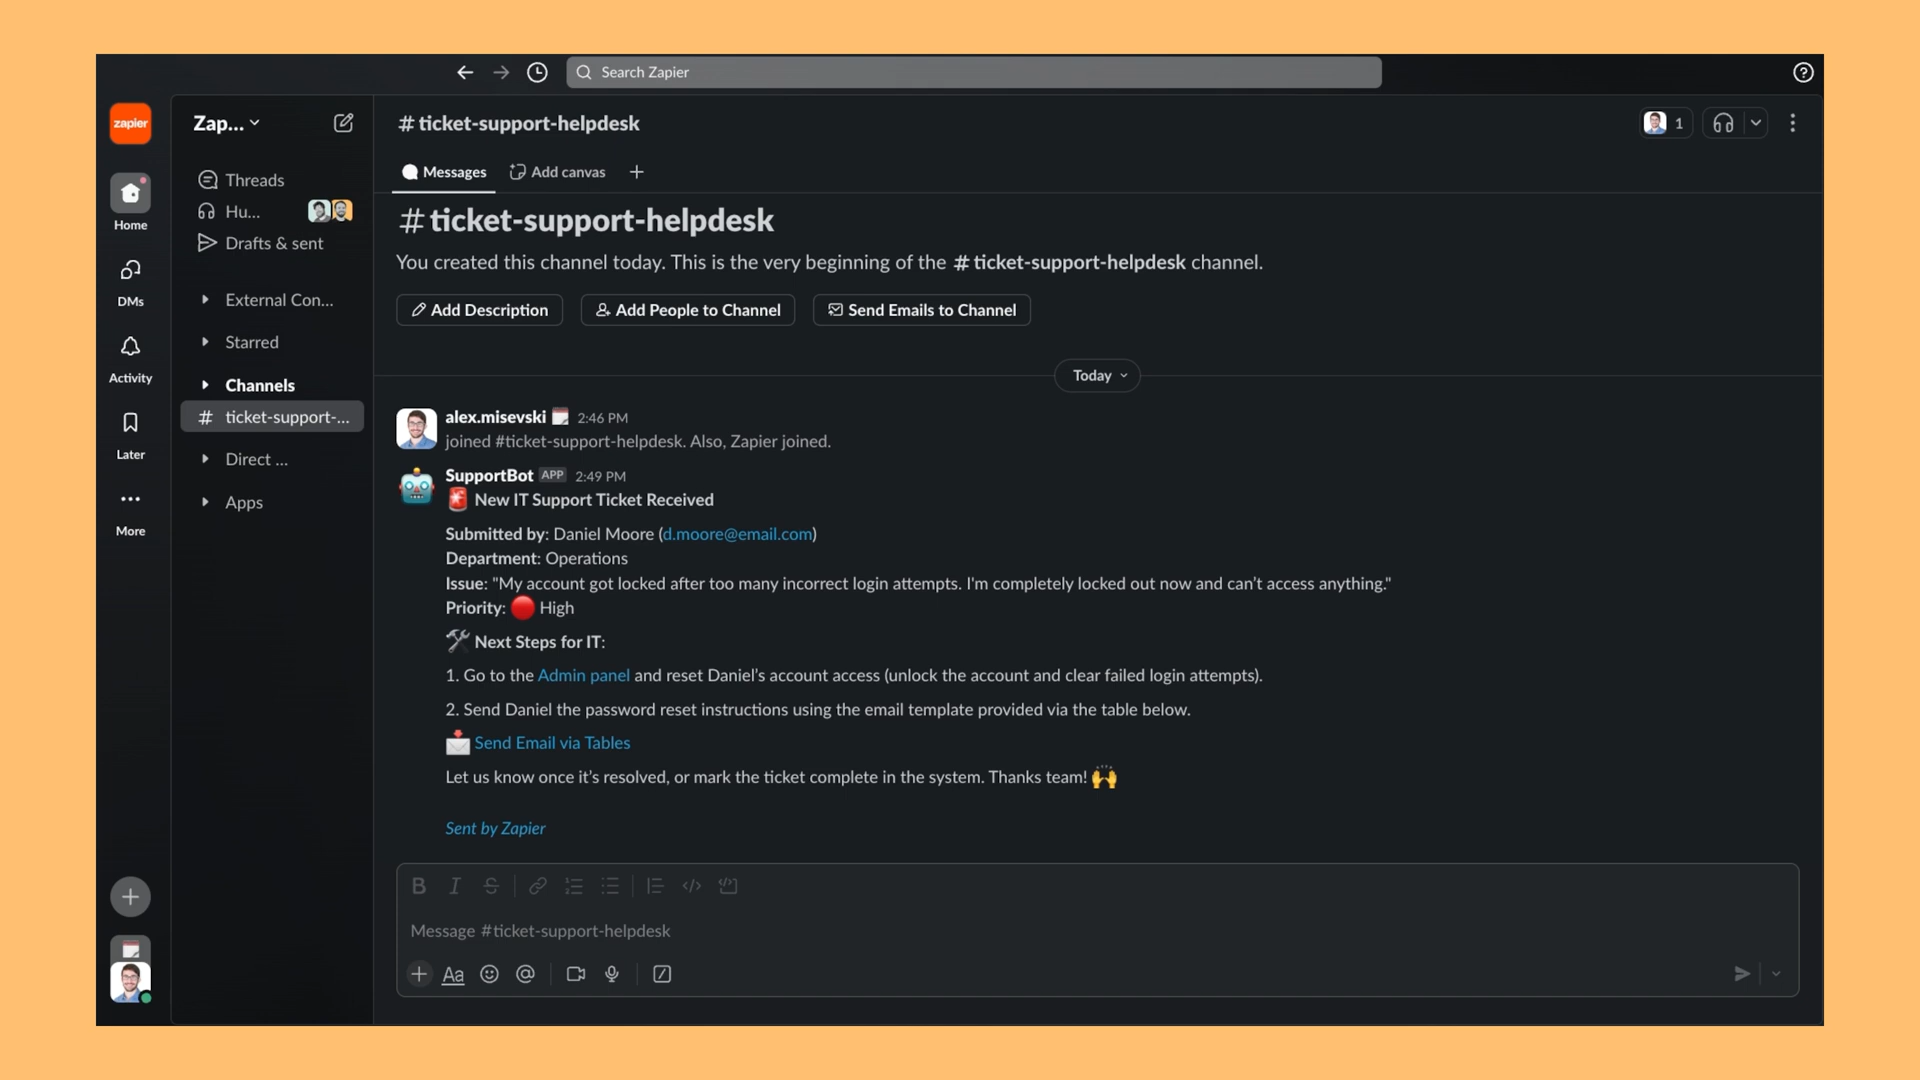 Search Zapier
zapier
Zap...
# ticket-support-helpdesk
1
Messages
Add canvas
Home
DMs
Activity
Later
More
Threads
Hu...
Drafts & sent
External Con...
Starred
Channels
# ticket-support-...
Direct ...
Apps
# ticket-support-helpdesk
You created this channel today. This is the very beginning of the # ticket-support-helpdesk channel.
Add Description
Add People to Channel
Send Emails to Channel
Today
alex.misevski 2:46 PM
joined #ticket-support-helpdesk. Also, Zapier joined.
SupportBot APP 2:49 PM
New IT Support Ticket Received
Submitted by: Daniel Moore (d.moore@email.com)
Department: Operations
Issue: "My account got locked after too many incorrect login attempts. I'm completely locked out now and can't access anything."
Priority: High
Next Steps for IT:
1. Go to the Admin panel and reset Daniel's account access (unlock the account and clear failed login attempts).
2. Send Daniel the password reset instructions using the email template provided via the table below.
Send Email via Tables
Let us know once it's resolved, or mark the ticket complete in the system. Thanks team!
Sent by Zapier
Message #ticket-support-helpdesk
Aa